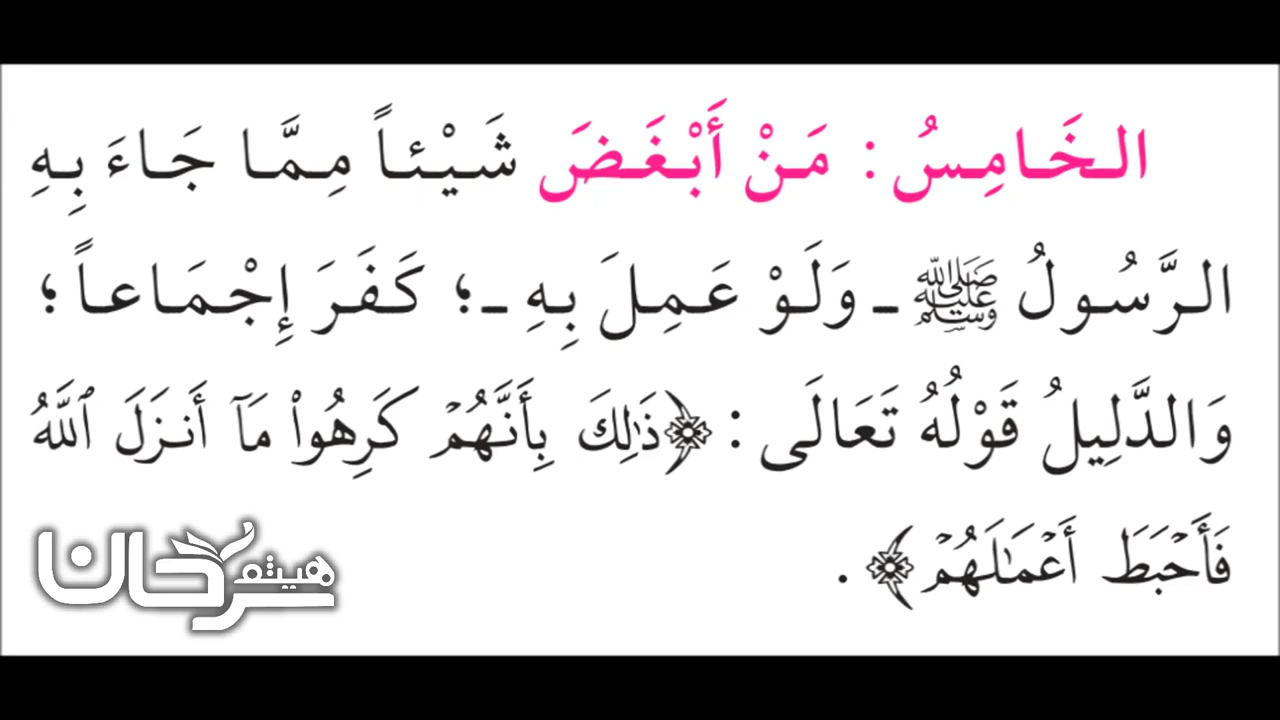 الخَامِسُ : مَنْ أَبْغَضَ شَيْئاً مِمَّا جَاءَ بِهِ
الرَّسُولُ ﷺ ـ وَلَوْ عَمِلَ بِهِ ـ ؛ كَفَرَ إِجْمَاعاً ؛
وَالدَّلِيلُ قَوْلُهُ تَعَالَى : ﴿ذَٰلِكَ بِأَنَّهُمۡ كَرِهُواْ مَآ أَنزَلَ ٱللَّهُ
فَأَحۡبَطَ أَعۡمَٰلَهُمۡ﴾ .
هيثم
سرحان